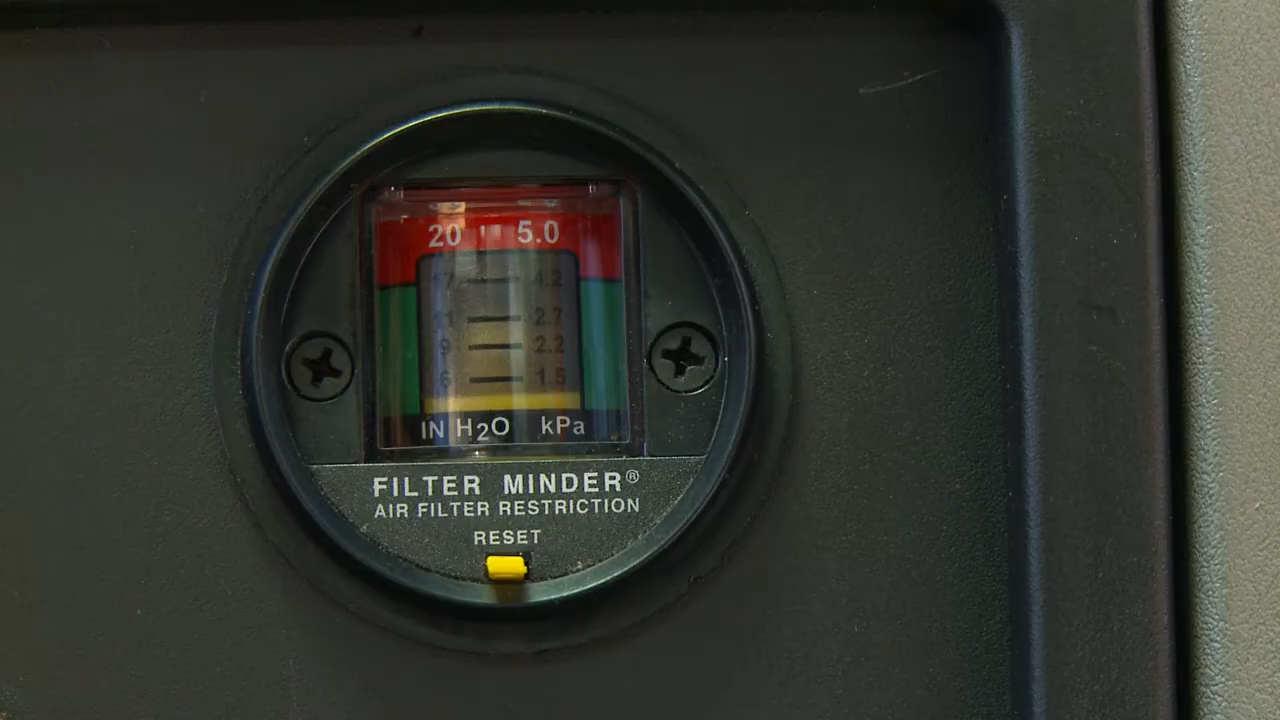 20 5.0
17 4.2
11 2.7
9 2.2
6 1.5
IN H2O kPa
FILTER MINDER®
AIR FILTER RESTRICTION
RESET